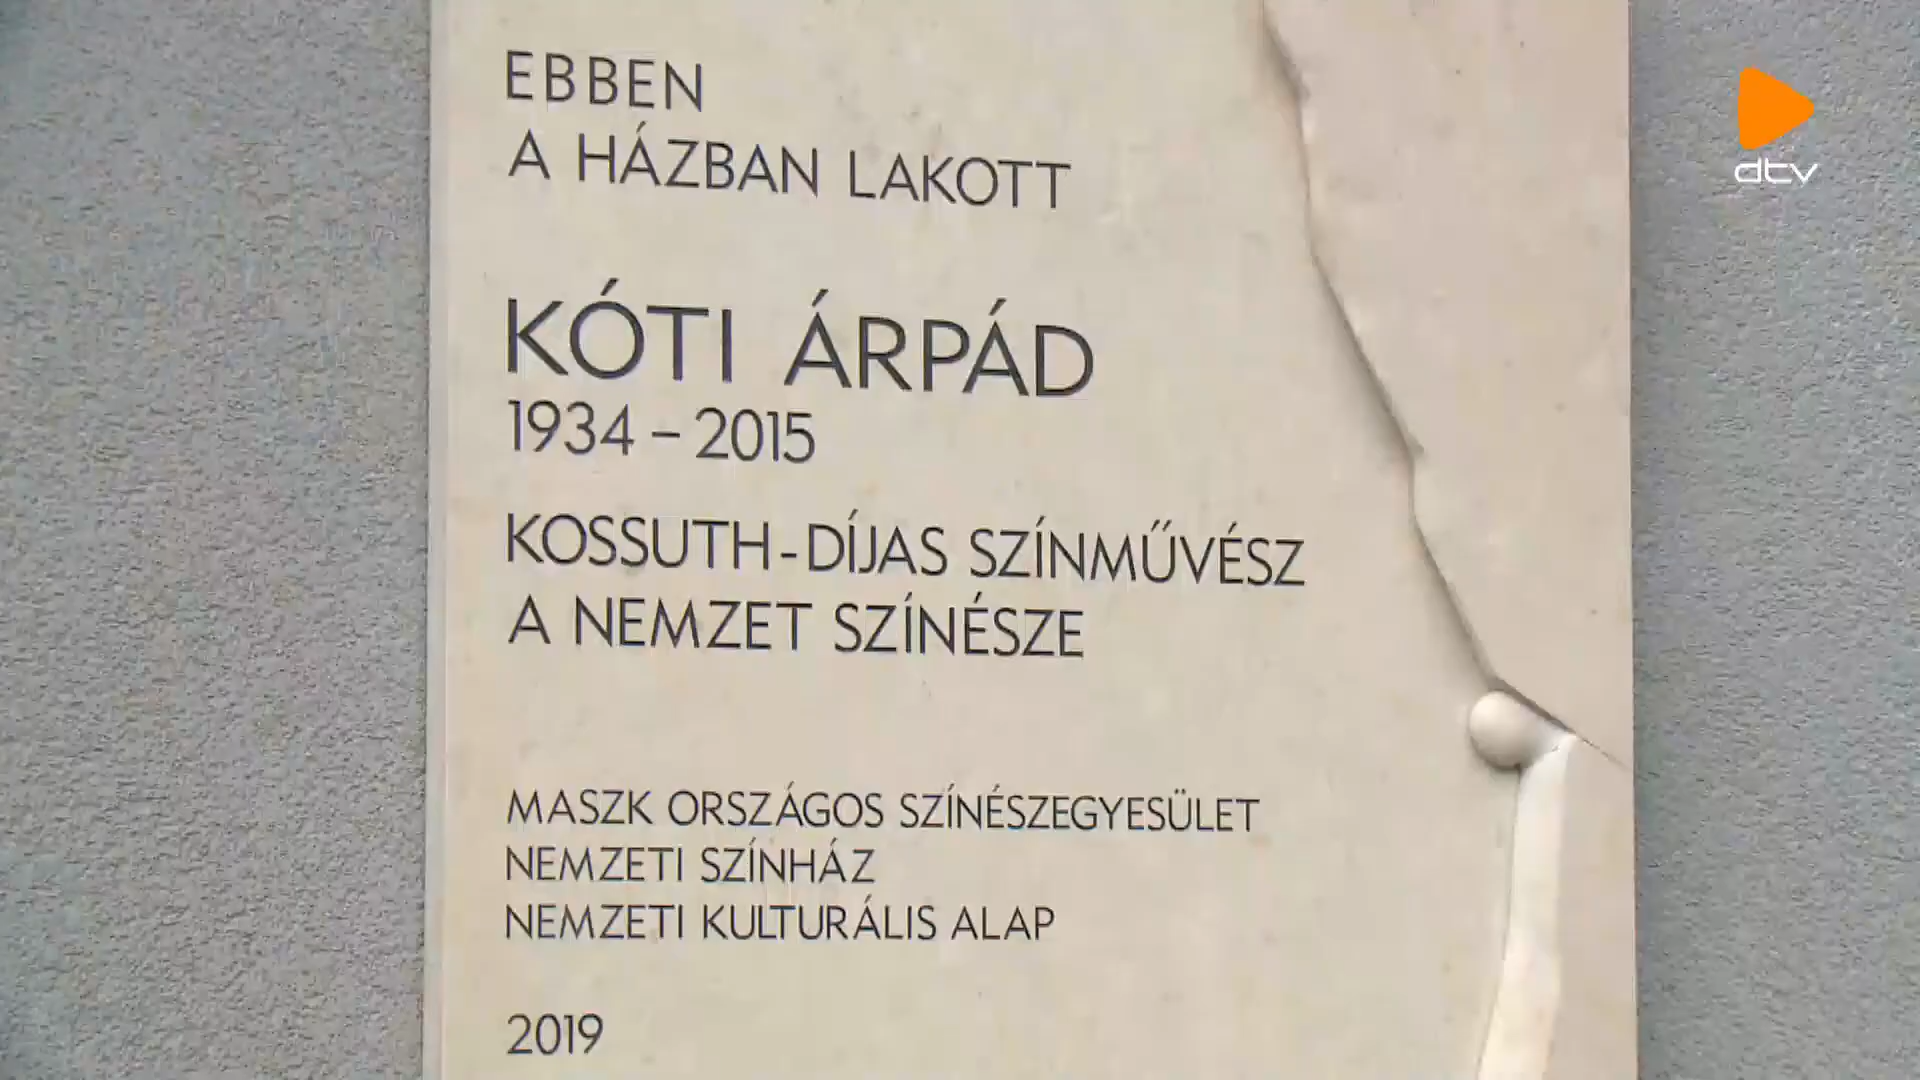 EBBEN
A HÁZBAN LAKOTT
KÓTI ÁRPÁD
1934 – 2015
KOSSUTH-DÍJAS SZÍNMŰVÉSZ
A NEMZET SZÍNÉSZE
MASZK ORSZÁGOS SZÍNÉSZEGYESÜLET
NEMZETI SZÍNHÁZ
NEMZETI KULTURÁLIS ALAP
2019
dtv